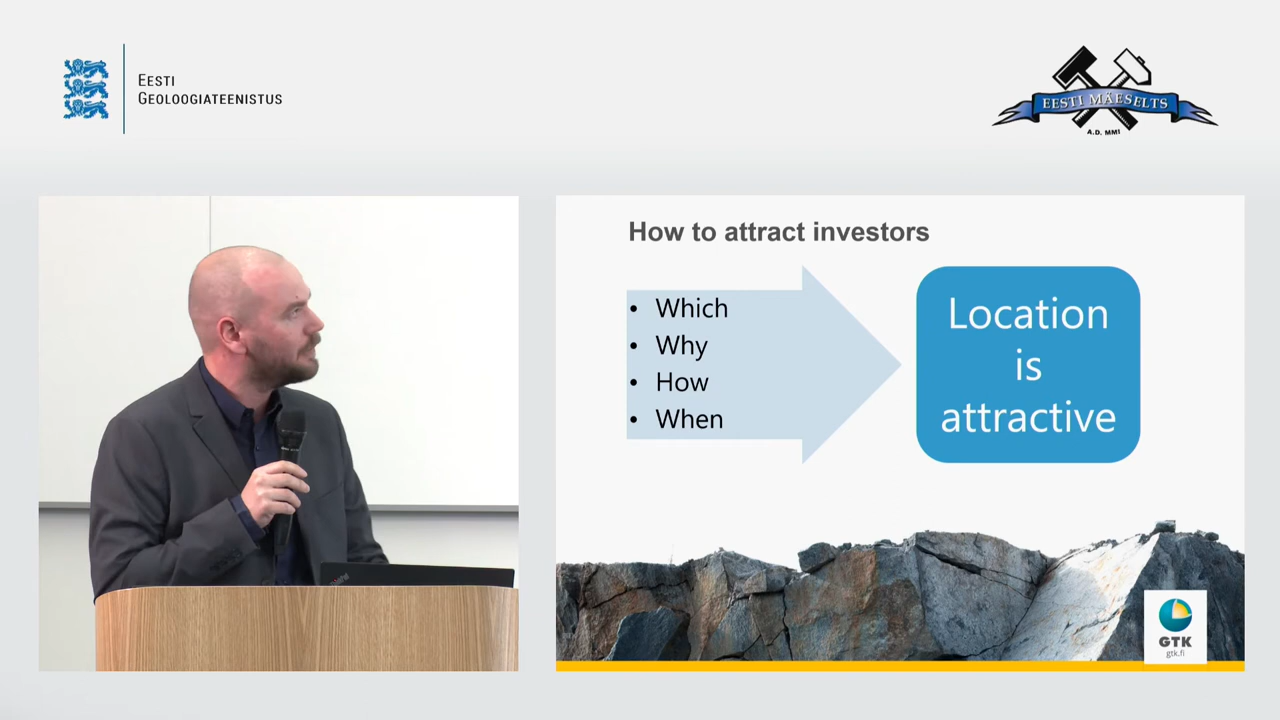 EESTI
GEOLOOGIATEENISTUS
EESTI MÄESELTS
A.D. MMI
How to attract investors
• Which
• Why
• How
• When
Location
is
attractive
GTK
gtk.fi
ThinkPad